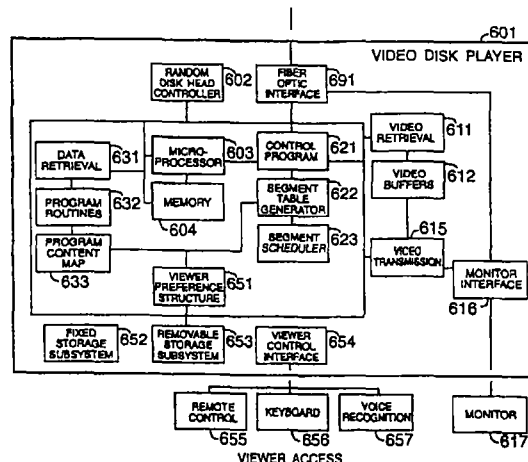 601
VIDEO DISK PLAYER
RANDOM
DISK HEAD
CONTROLLER
602
FIBER
OPTIC
INTERFACE
691
DATA
RETRIEVAL
631
MICRO-
PROCESSOR
603
CONTROL
PROGRAM
621
VIDEO
RETRIEVAL
611
PROGRAM
ROUTINES
632
MEMORY
604
SEGMENT
TABLE
GENERATOR
622
VIDEO
BUFFERS
612
PROGRAM
CONTENT
MAP
633
SEGMENT
SCHEDULER
623
615
VIDEO
TRANSMISSION
VIEWER
PREFERENCE
STRUCTURE
651
MONITOR
INTERFACE
616
FIXED
STORAGE
SUBSYSTEM
652
REMOVABLE
STORAGE
SUBSYSTEM
653
VIEWER
CONTROL
INTERFACE
654
REMOTE
CONTROL
655
KEYBOARD
656
VOICE
RECOGNITION
657
MONITOR
617
VIEWER ACCESS